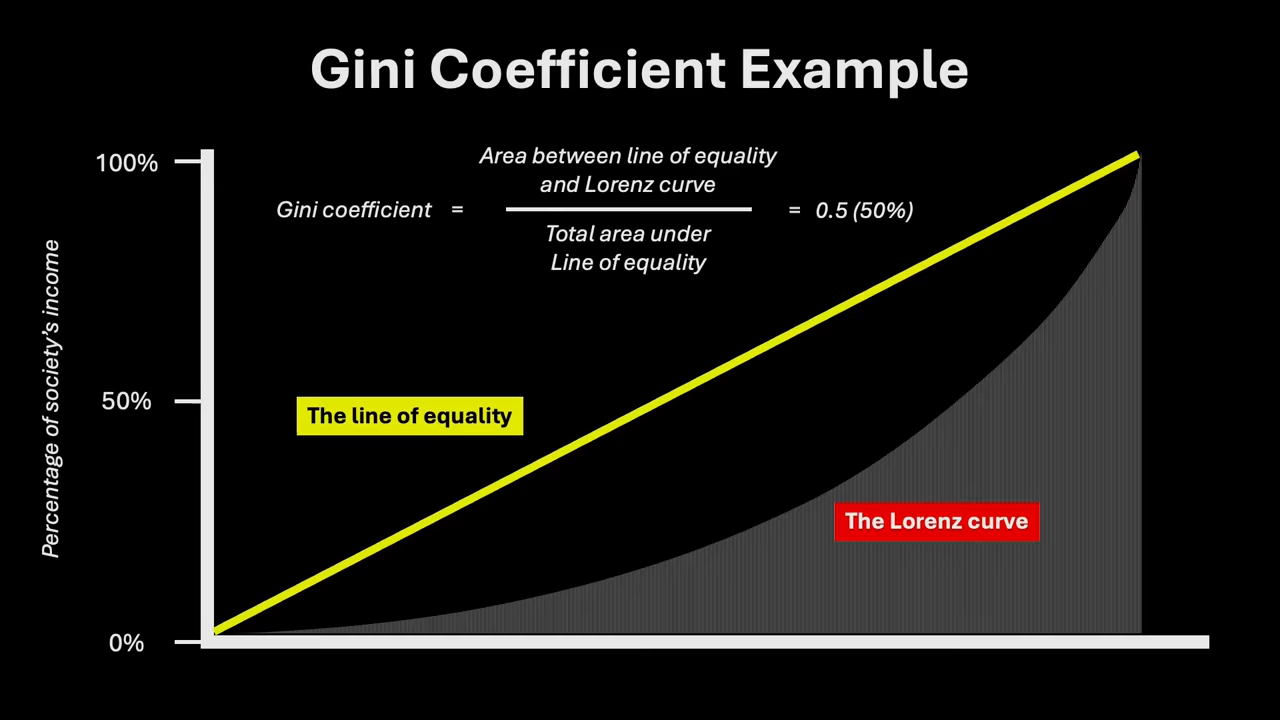 Gini Coefficient Example
100%
Area between line of equality
and Lorenz curve
Gini coefficient =
= 0.5 (50%)
Total area under
Line of equality
Percentage of society's income
50%
The line of equality
The Lorenz curve
0%